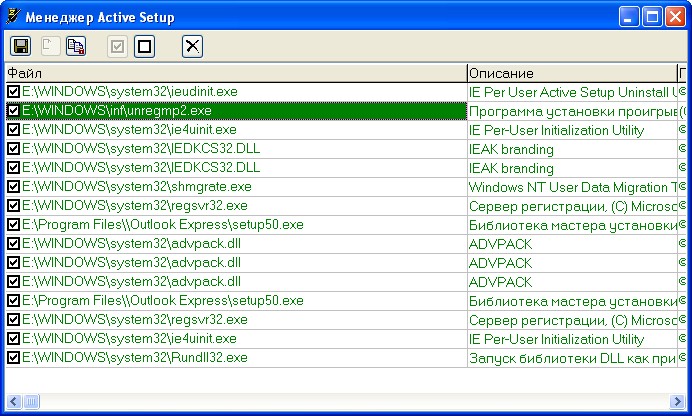 Менеджер Active Setup
Файл Описание
E:\WINDOWS\system32\ieudinit.exe IE Per User Active Setup Uninstall
E:\WINDOWS\inf\unregmp2.exe Программа установки
E:\WINDOWS\system32\ie4uinit.exe IE Per-User Initialization Utility
E:\WINDOWS\system32\IEDKCS32.DLL IEAK branding
E:\WINDOWS\system32\IEDKCS32.DLL IEAK branding
E:\WINDOWS\system32\shmgrate.exe Windows NT User Data Migration
E:\WINDOWS\system32\regsvr32.exe Сервер регистрации, (C) Microsc
E:\Program Files\\Outlook Express\setup50.exe Библиотека мастера установки
E:\WINDOWS\system32\advpack.dll ADVPACK
E:\WINDOWS\system32\advpack.dll ADVPACK
E:\WINDOWS\system32\advpack.dll ADVPACK
E:\Program Files\\Outlook Express\setup50.exe Библиотека мастера установки
E:\WINDOWS\system32\regsvr32.exe Сервер регистрации, (C) Microsc
E:\WINDOWS\system32\ie4uinit.exe IE Per-User Initialization Utility
E:\WINDOWS\system32\Rundll32.exe Запуск библиотеки DLL как при